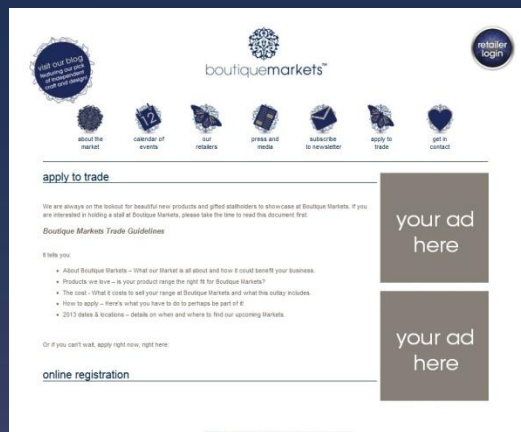 visit our blog
featuring our pick
of independent
craft and design!
boutiquemarkets™
retailer
login
about the
market
12
calendar of
events
our
retailers
press and
media
subscribe
to newsletter
apply to
trade
get in
contact
apply to trade
We are always on the lookout for beautiful new products and gifted stallholders to showcase at Boutique Markets. If you
are interested in holding a stall at Boutique Markets, please take the time to read this document first.
Boutique Markets Trade Guidelines
It tells you:
• About Boutique Markets – What our Market is all about and how it could benefit your business.
• Products we love – is your product range the right fit for Boutique Markets?
• The cost - What it costs to sell your range at Boutique Markets and what this outlay includes.
• How to apply – Here's what you have to do to perhaps be part of it!
• 2013 dates & locations – details on when and where to find our upcoming Markets.
Or if you can't wait, apply right now, right here:
online registration
your ad
here
your ad
here